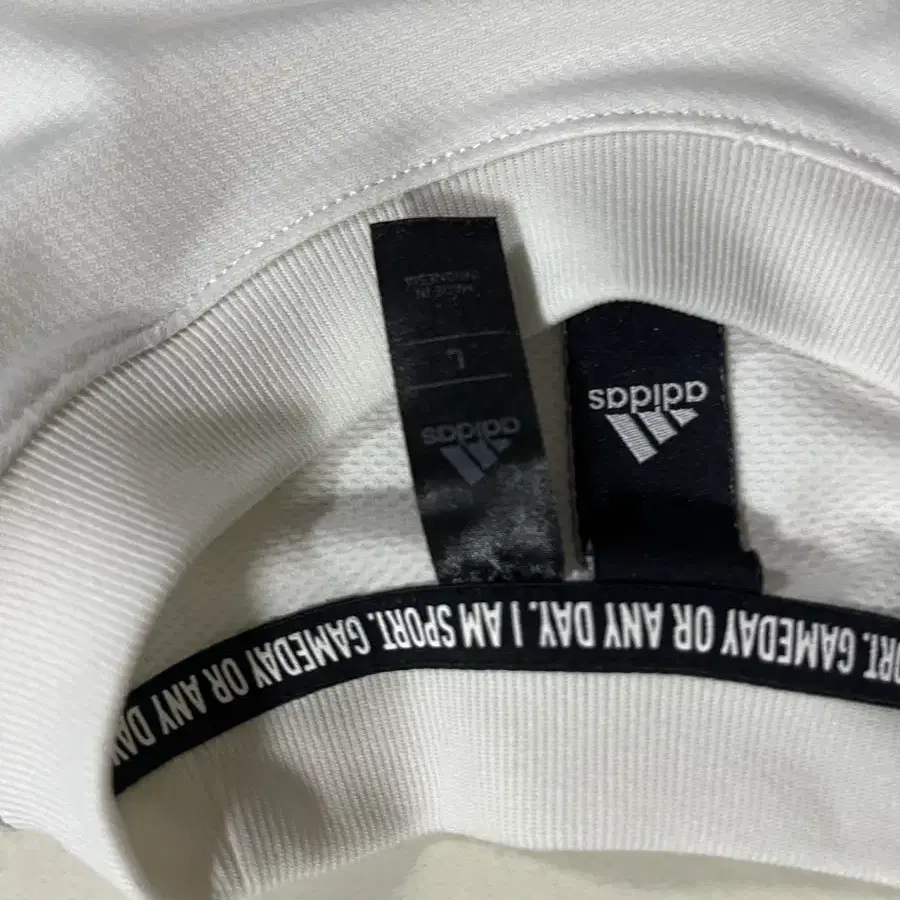 adidas
L
MADE IN
INDONESIA
adidas
ORT. GAMEDAY OR ANY DAY. I AM SPORT. GAMEDAY OR ANY DAY